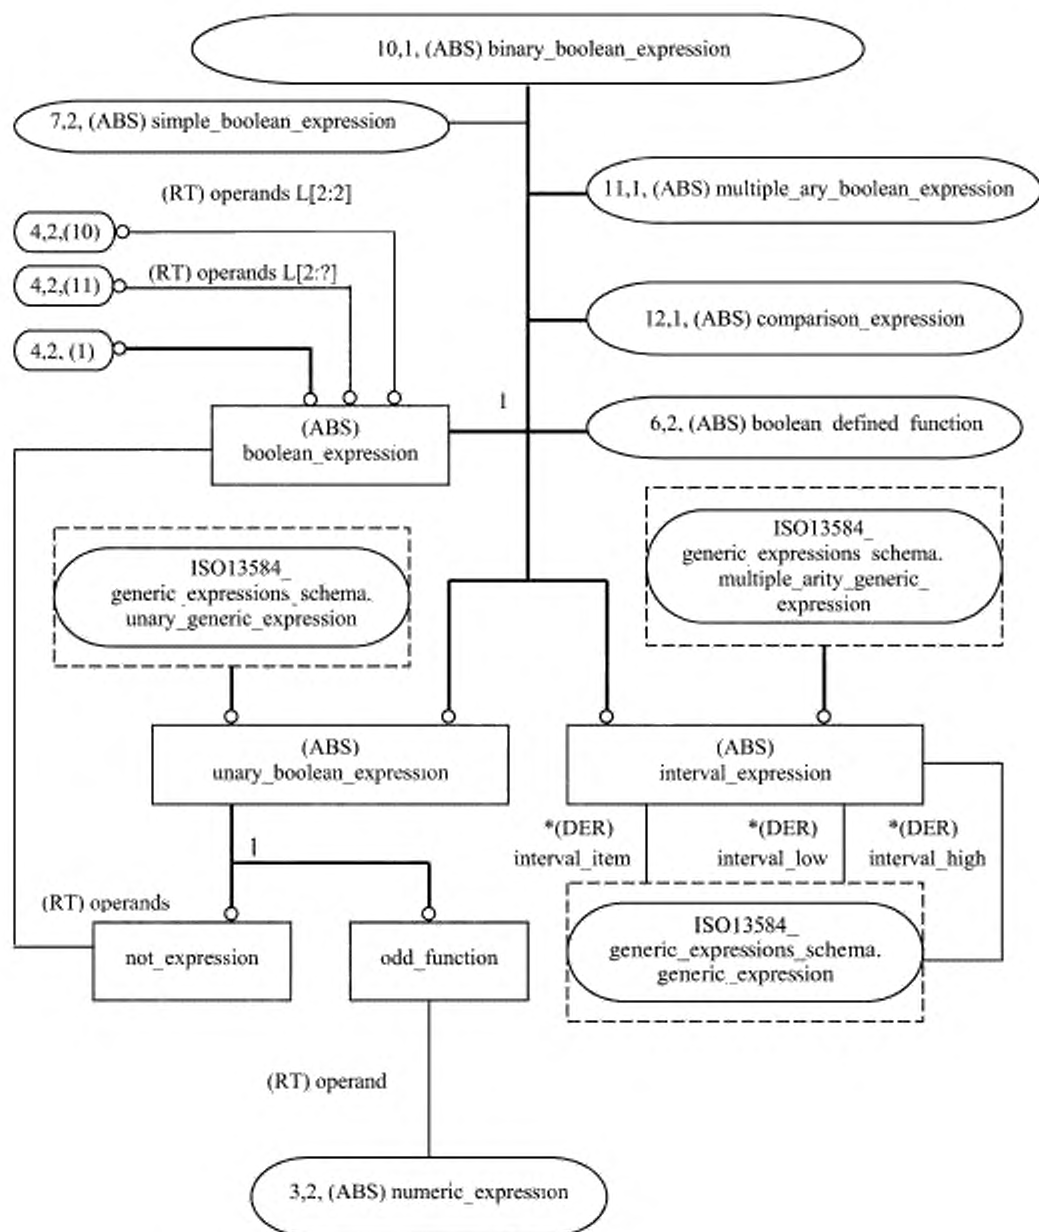 10,1, (ABS) binary_boolean_expression
7,2, (ABS) simple_boolean_expression
11,1, (ABS) multiple_ary_boolean_expression
(RT) operands L[2:2]
4,2,(10)
(RT) operands L[2:?]
4,2,(11)
12,1, (ABS) comparison_expression
4,2, (1)
1
(ABS)
boolean_expression
6,2, (ABS) boolean defined function
ISO13584_
generic_expressions_schema.
unary_generic_expression
ISO13584_
generic expressions schema.
multiple_arity_generic_
expression
(ABS)
unary_boolean_expression
(ABS)
interval_expression
*(DER)
interval_item
*(DER)
interval_low
*(DER)
interval_high
1
(RT) operands
not_expression
odd_function
ISO13584_
generic_expressions_schema.
generic_expression
(RT) operand
3,2, (ABS) numeric_expression